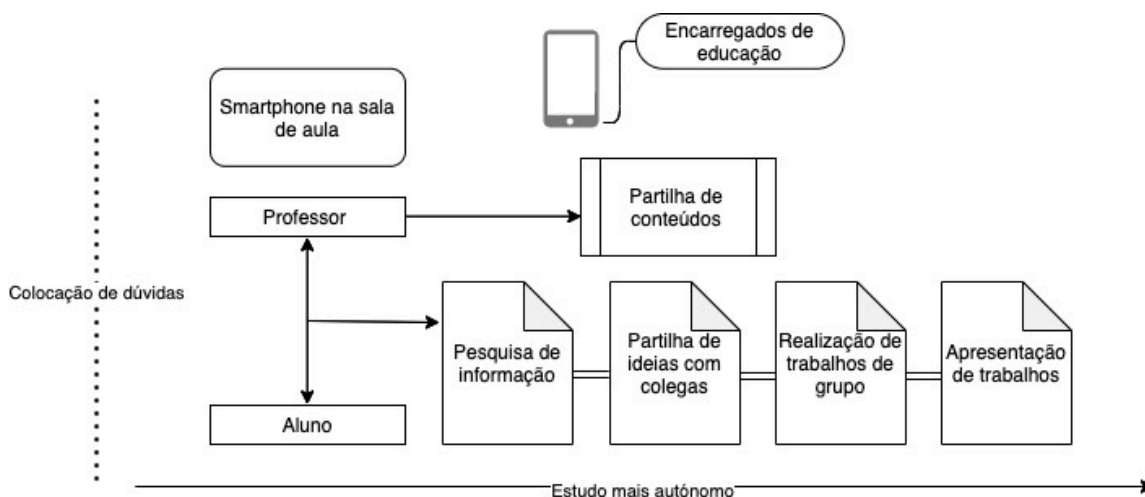 Encarregados de
educação
Smartphone na sala
de aula
Professor
Partilha de
conteúdos
Colocação de dúvidas
Pesquisa de
informação
Partilha de
ideias com
colegas
Realização de
trabalhos de
grupo
Apresentação
de trabalhos
Aluno
Estudo mais autónomo